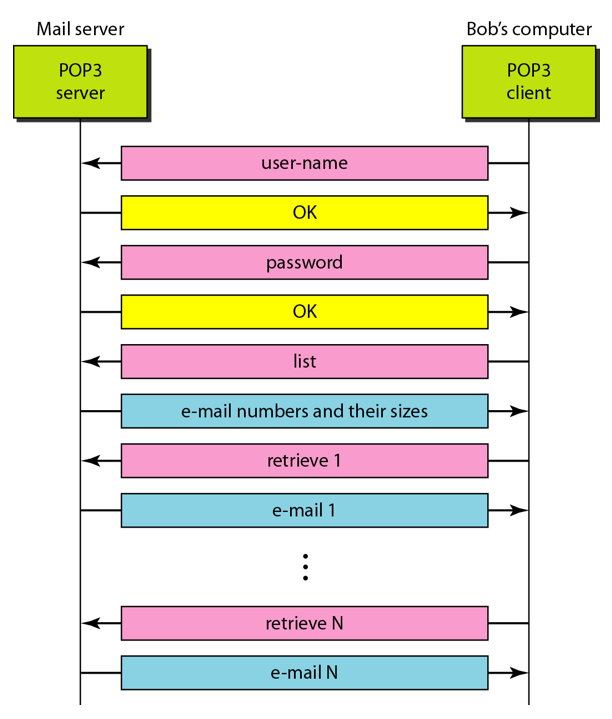 Mail server
Bob's computer
POP3
server
POP3
client
user-name
OK
password
OK
list
e-mail numbers and their sizes
retrieve 1
e-mail 1
retrieve N
e-mail N